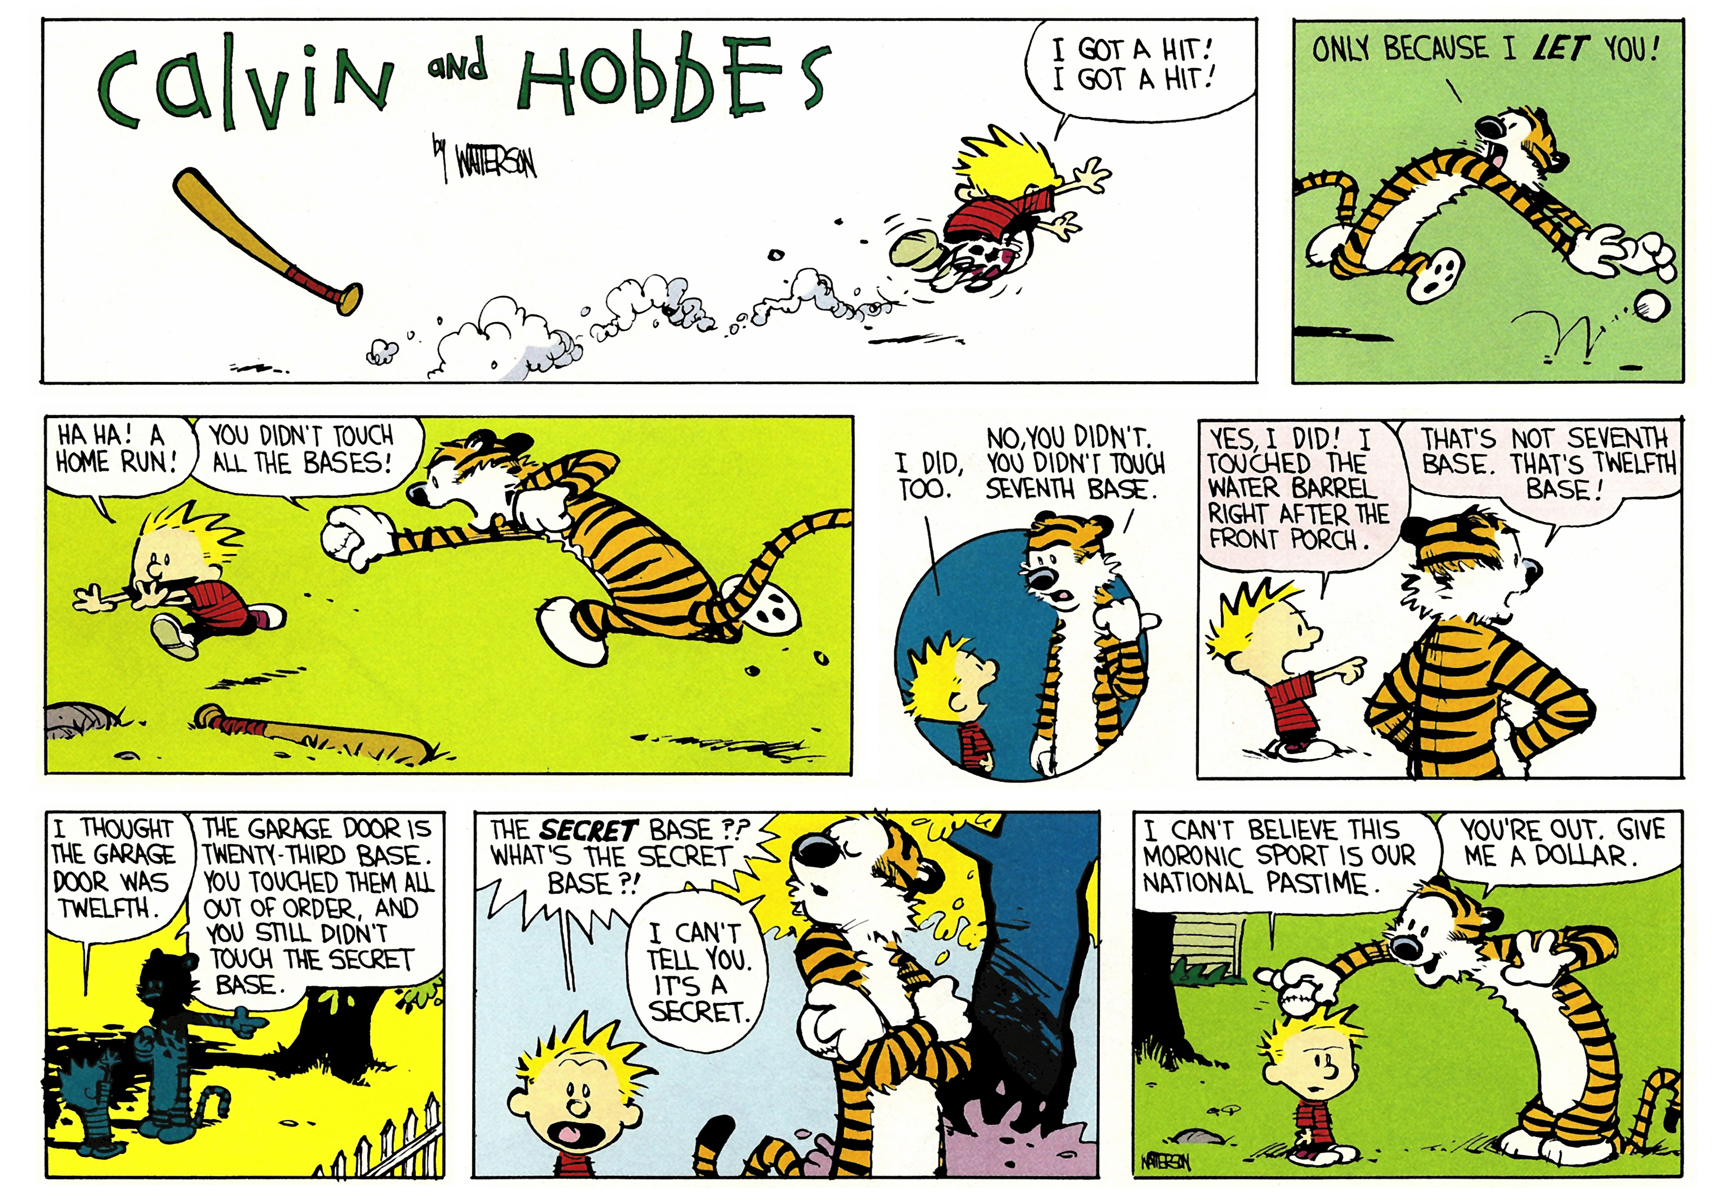 Calvin and HobbEs
by WATTERSON
I GOT A HIT!
I GOT A HIT!
ONLY BECAUSE I LET YOU!
HA HA! A
HOME RUN!
YOU DIDN'T TOUCH
ALL THE BASES!
I DID,
TOO.
NO, YOU DIDN'T.
YOU DIDN'T TOUCH
SEVENTH BASE.
YES, I DID! I
TOUCHED THE
WATER BARREL
RIGHT AFTER THE
FRONT PORCH.
THAT'S NOT SEVENTH
BASE. THAT'S TWELFTH
BASE!
I THOUGHT
THE GARAGE
DOOR WAS
TWELFTH.
THE GARAGE DOOR IS
TWENTY-THIRD BASE.
YOU TOUCHED THEM ALL
OUT OF ORDER, AND
YOU STILL DIDN'T
TOUCH THE SECRET
BASE.
THE SECRET BASE??
WHAT'S THE SECRET
BASE?!
I CAN'T
TELL YOU.
IT'S A
SECRET.
I CAN'T BELIEVE THIS
MORONIC SPORT IS OUR
NATIONAL PASTIME.
YOU'RE OUT. GIVE
ME A DOLLAR.
WATTERSON